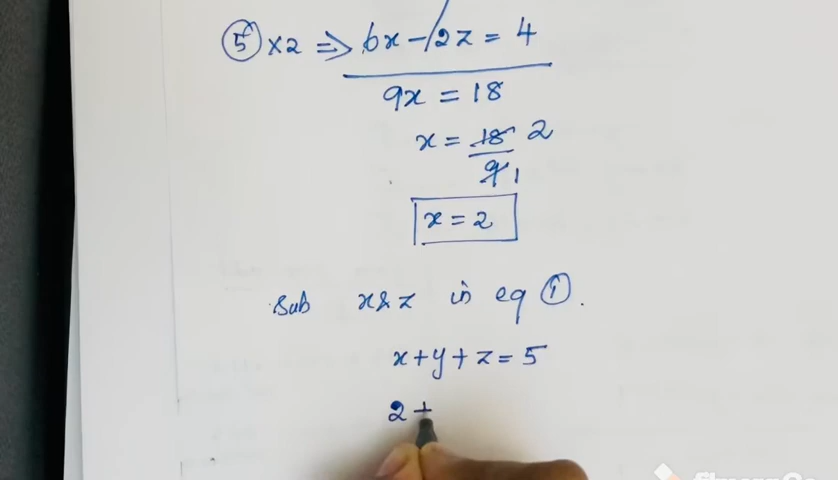 ⑤ x2 => 6x - 2z = 4
9x = 18
x = 18/9 2 1
x = 2
Sub x & z in eq ①.
x + y + z = 5
2 +